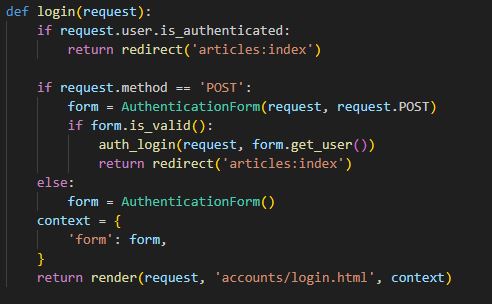 def login(request):
    if request.user.is_authenticated:
        return redirect('articles:index')

    if request.method == 'POST':
        form = AuthenticationForm(request, request.POST)
        if form.is_valid():
            auth_login(request, form.get_user())
            return redirect('articles:index')
    else:
        form = AuthenticationForm()
    context = {
        'form': form,
    }
    return render(request, 'accounts/login.html', context)